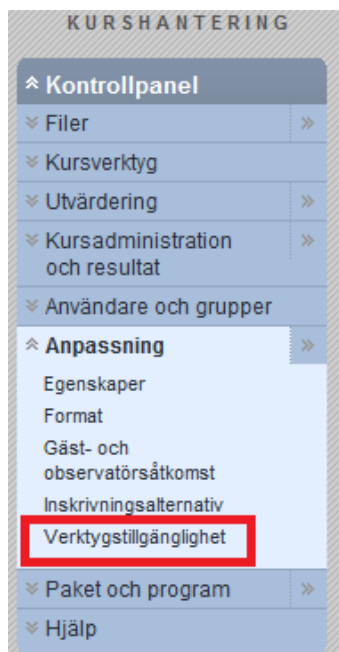 KURSHANTERING
Kontrollpanel
Filer
Kursverktyg
Utvärdering
Kursadministration
och resultat
Användare och grupper
Anpassning
Egenskaper
Format
Gäst- och
observatörsåtkomst
Inskrivningsalternativ
Verktygstillgänglighet
Paket och program
Hjälp